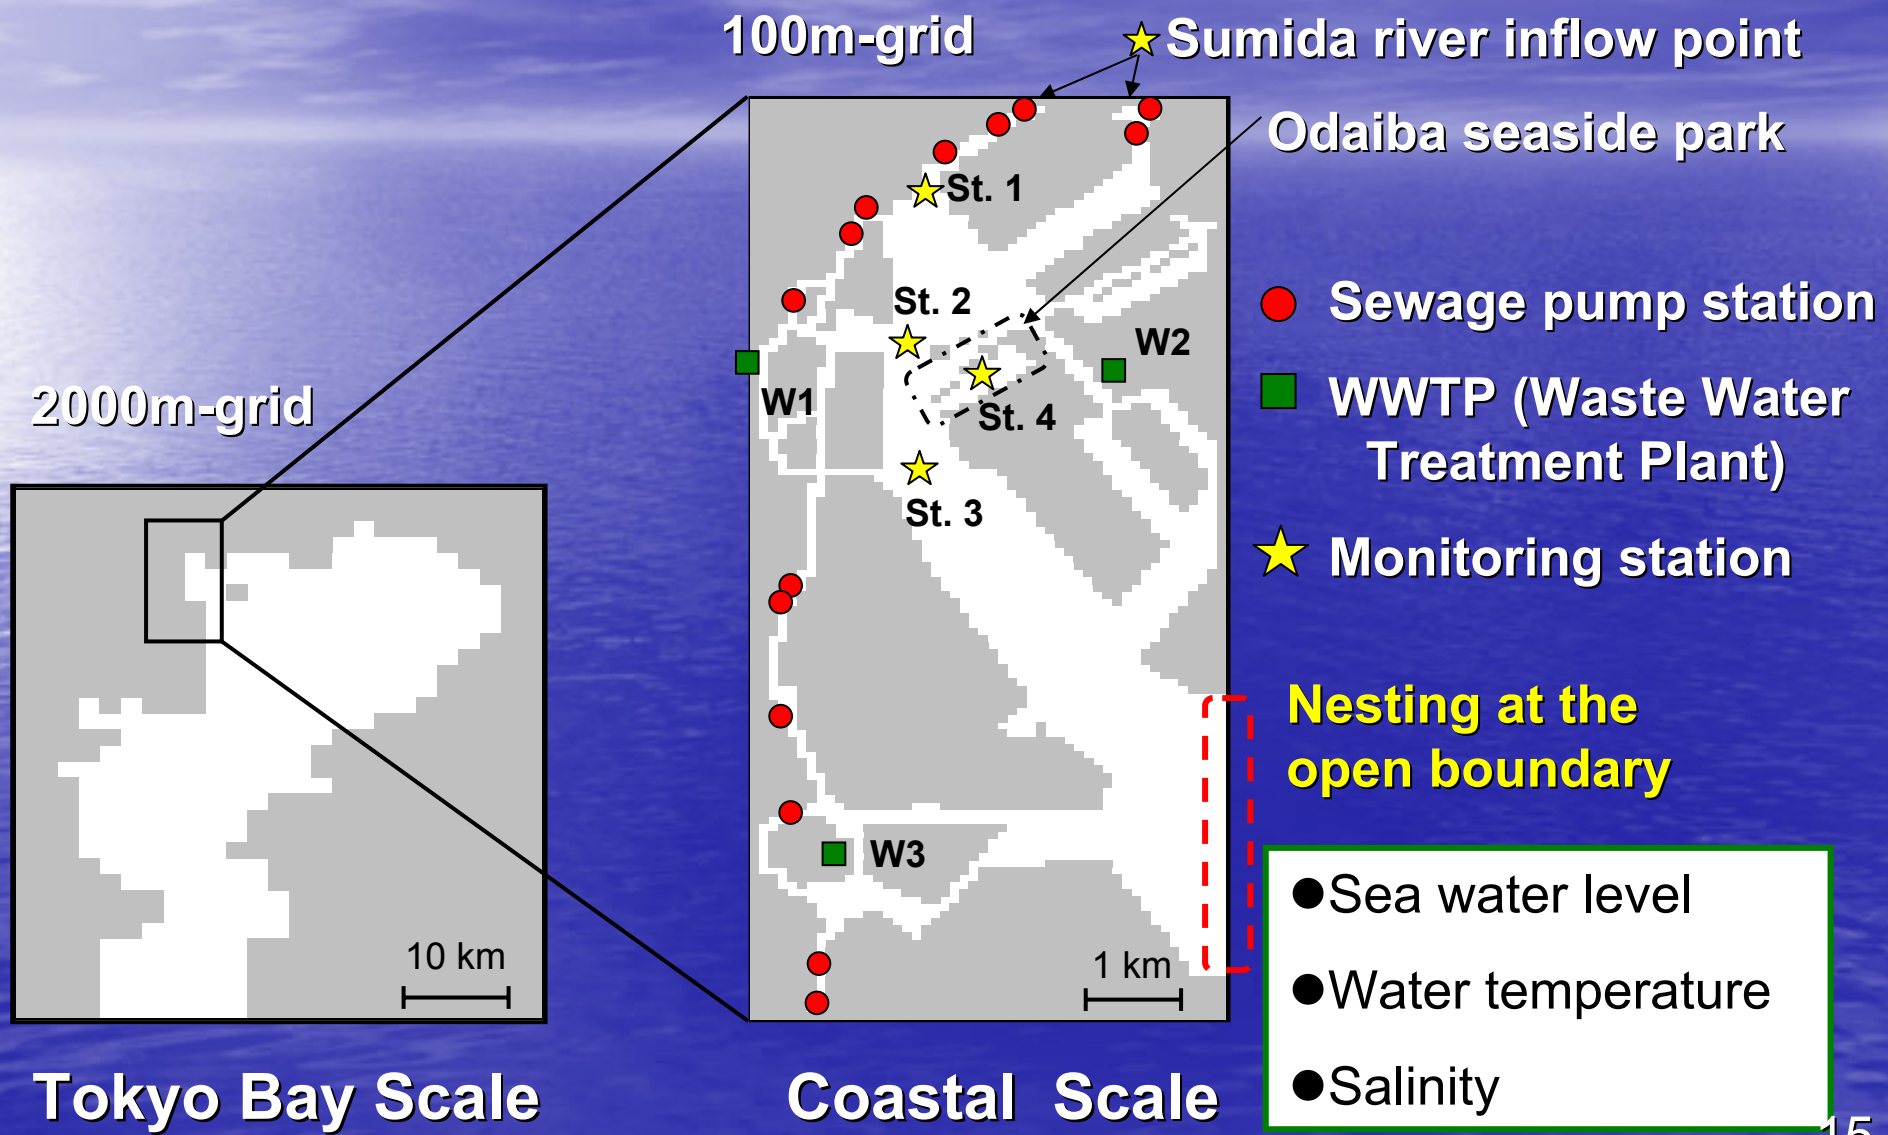 100m-grid
Sumida river inflow point
Odaiba seaside park
St. 1
St. 2
W2
W1
St. 4
St. 3
W3
1 km
Sewage pump station
WWTP (Waste Water
Treatment Plant)
Monitoring station
2000m-grid
10 km
Nesting at the
open boundary
●Sea water level
●Water temperature
●Salinity
Tokyo Bay Scale
Coastal Scale
15